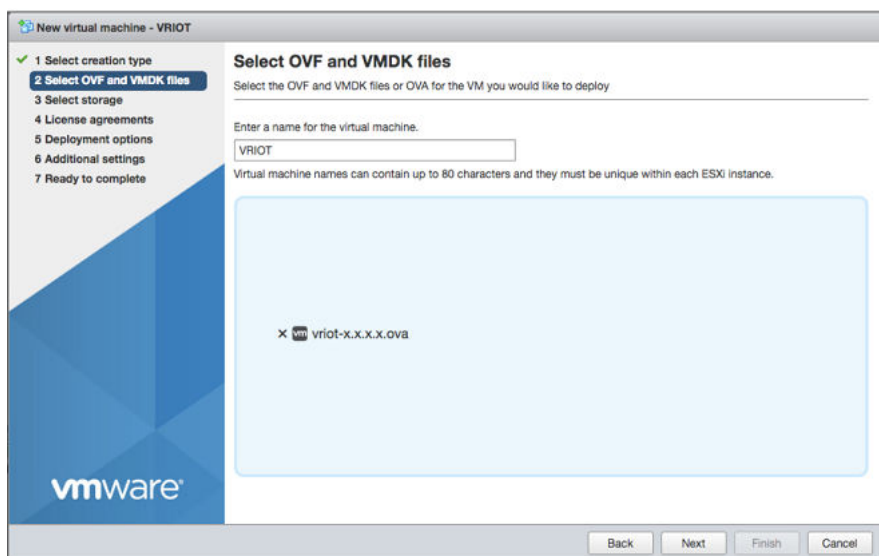 New virtual machine - VRIOT
1 Select creation type
2 Select OVF and VMDK files
3 Select storage
4 License agreements
5 Deployment options
6 Additional settings
7 Ready to complete
Select OVF and VMDK files
Select the OVF and VMDK files or OVA for the VM you would like to deploy
Enter a name for the virtual machine.
VRIOT
Virtual machine names can contain up to 80 characters and they must be unique within each ESXi instance.
vm vriot-x.x.x.x.ova
vmware®
Back Next Finish Cancel